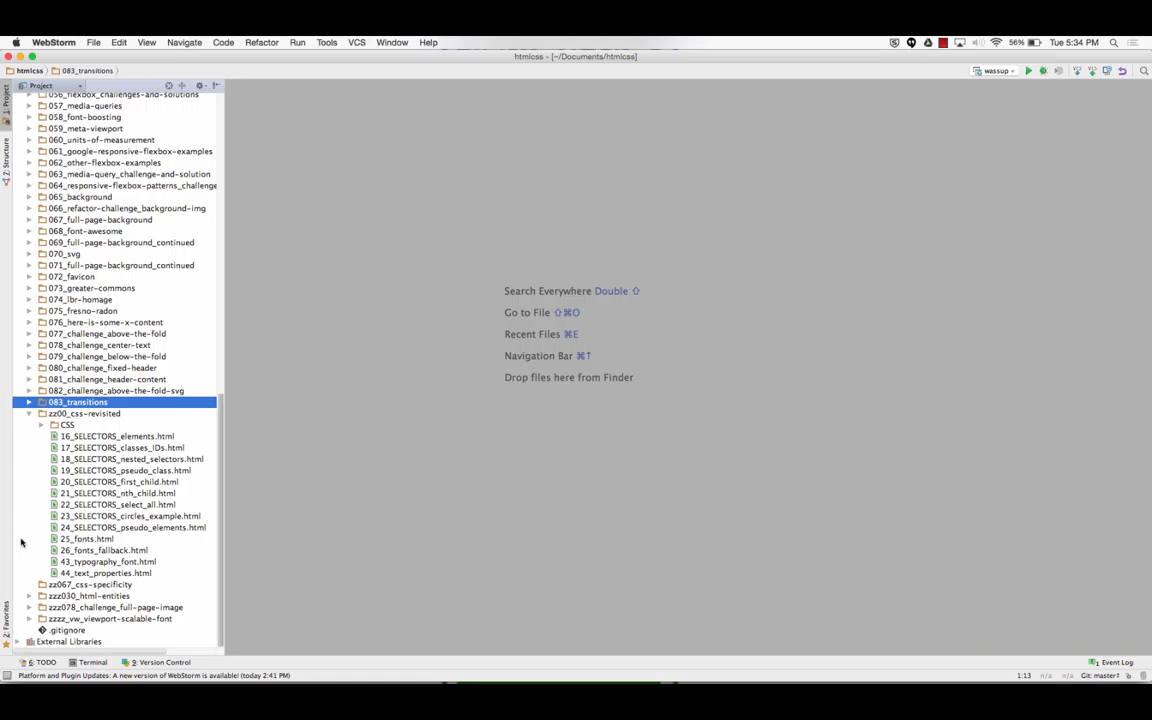 WebStorm File Edit View Navigate Code Refactor Run Tools VCS Window Help 56% Tue 5:34 PM
htmlcss - [~/Documents/htmlcss]
htmlcss 083_transitions wassup
Project
1: Project
Z: Structure
2: Favorites
056_flexbox_challenges-and-solutions
057_media-queries
058_font-boosting
059_meta-viewport
060_units-of-measurement
061_google-responsive-flexbox-examples
062_other-flexbox-examples
063_media-query_challenge-and-solution
064_responsive-flexbox-patterns_challenge
065_background
066_refactor-challenge_background-img
067_full-page-background
068_font-awesome
069_full-page-background_continued
070_svg
071_full-page-background_continued
072_favicon
073_greater-commons
074_lbr-homage
075_fresno-radon
076_here-is-some-x-content
077_challenge_above-the-fold
078_challenge_center-text
079_challenge_below-the-fold
080_challenge_fixed-header
081_challenge_header-content
082_challenge_above-the-fold-svg
083_transitions
zz00_css-revisited
CSS
16_SELECTORS_elements.html
17_SELECTORS_classes_IDs.html
18_SELECTORS_nested_selectors.html
19_SELECTORS_pseudo_class.html
20_SELECTORS_first_child.html
21_SELECTORS_nth_child.html
22_SELECTORS_select_all.html
23_SELECTORS_circles_example.html
24_SELECTORS_pseudo_elements.html
25_fonts.html
26_fonts_fallback.html
43_typography_font.html
44_text_properties.html
zz067_css-specificity
zzz030_html-entities
zzz078_challenge_full-page-image
zzzz_vw_viewport-scalable-font
.gitignore
External Libraries
Search Everywhere Double ⇧
Go to File ⇧⌘O
Recent Files ⌘E
Navigation Bar ⌘↑
Drop files here from Finder
6: TODO Terminal 9: Version Control 1 Event Log
Platform and Plugin Updates: A new version of WebStorm is available! (today 2:41 PM) 1:13 n/a n/a Git: master